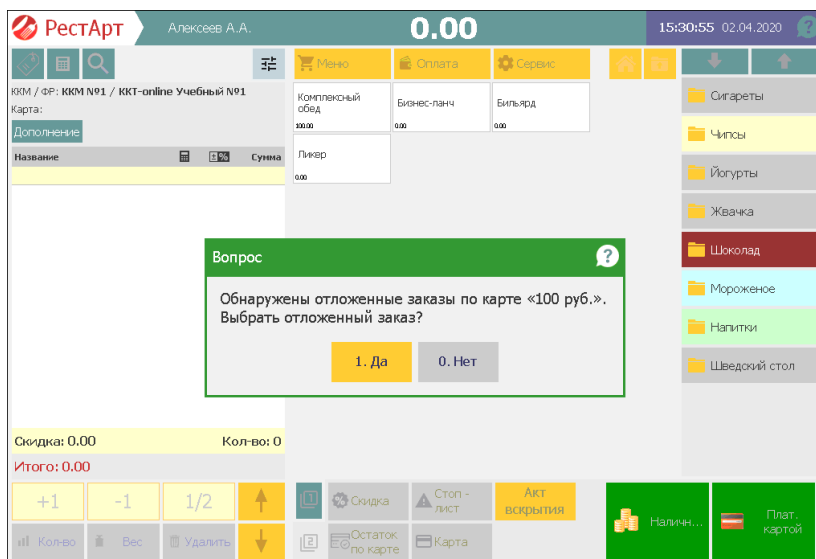 РестАрт
Алексеев А.А.
0.00
15:30:55 02.04.2020
?
Меню
Оплата
Сервис
ККМ / ФР: ККМ №1 / ККТ-online Учебный №1
Карта:
Дополнение
Название
±%
Сумма
Комплексный
обед
100.00
Бизнес-ланч
0.00
Бильярд
0.00
Ликер
0.00
Сигареты
Чипсы
Йогурты
Жвачка
Шоколад
Мороженое
Напитки
Шведский стол
Вопрос
?
Обнаружены отложенные заказы по карте «100 руб.».
Выбрать отложенный заказ?
1. Да
0. Нет
Скидка: 0.00
Кол-во: 0
Итого: 0.00
+1
-1
1/2
Кол-во
Вес
Удалить
1
Скидка
Стоп -
лист
Акт
вскрытия
2
Остаток
по карте
Карта
Наличн...
Плат.
картой